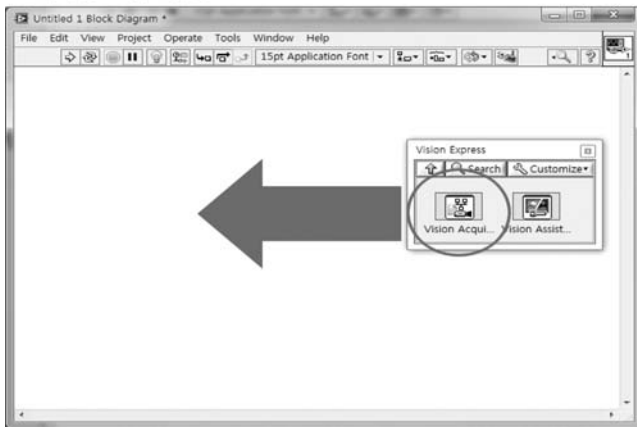 Untitled 1 Block Diagram *
File Edit View Project Operate Tools Window Help
15pt Application Font
Vision Express
Search Customize
Vision Acqui... Vision Assist...